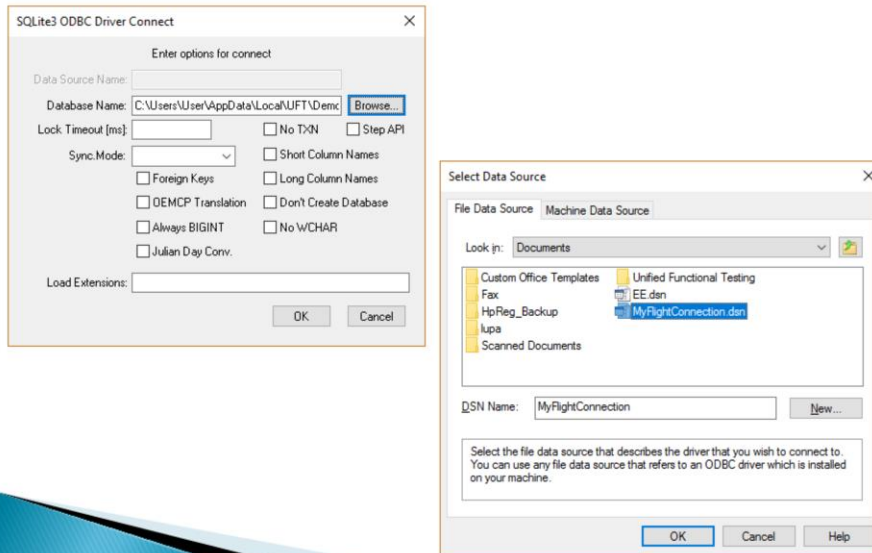 SQLite3 ODBC Driver Connect
Enter options for connect
Data Source Name:
Database Name: C:\Users\User\AppData\Local\UFT\Demo Browse...
Lock Timeout [ms]: No TXN Step API
Sync.Mode: Short Column Names
Foreign Keys Long Column Names
OEMCP Translation Don't Create Database
Always BIGINT No WCHAR
Julian Day Conv.
Load Extensions:
OK Cancel
Select Data Source
File Data Source Machine Data Source
Look in: Documents
Custom Office Templates Unified Functional Testing
Fax EE.dsn
HpReg_Backup MyFlightConnection.dsn
lupa
Scanned Documents
DSN Name: MyFlightConnection New...
Select the file data source that describes the driver that you wish to connect to.
You can use any file data source that refers to an ODBC driver which is installed
on your machine.
OK Cancel Help